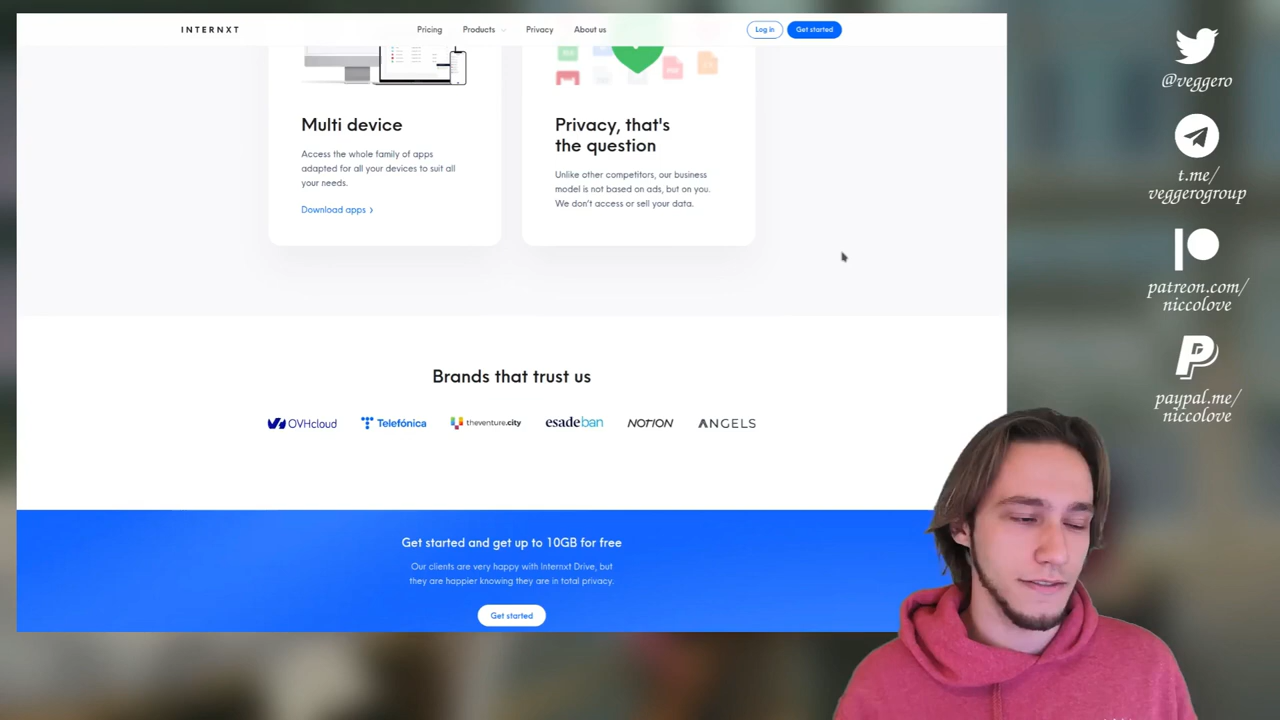 INTERNXT
Pricing
Products
Privacy
About us
Log in
Get started
Multi device
Access the whole family of apps
adapted for all your devices to suit all
your needs.
Download apps ›
Privacy, that's
the question
Unlike other competitors, our business
model is not based on ads, but on you.
We don't access or sell your data.
Brands that trust us
OVHcloud
Telefónica
theventure.city
esadeban
NOTION
ANGELS
Get started and get up to 10GB for free
Our clients are very happy with Internxt Drive, but
they are happier knowing they are in total privacy.
Get started
@veggero
t.me/
veggerogroup
patreon.com/
niccolove
paypal.me/
niccolove